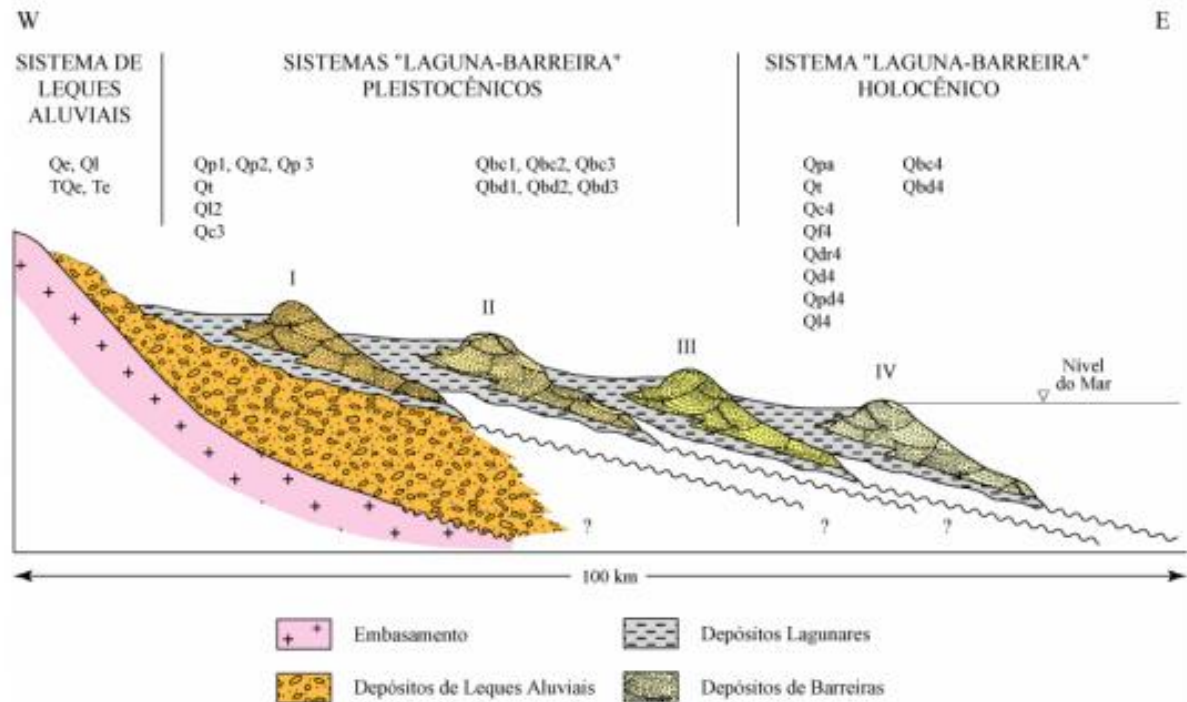 W
E
SISTEMA DE
LEQUES
ALUVIAIS
SISTEMAS "LAGUNA-BARREIRA"
PLEISTOCÊNICOS
SISTEMA "LAGUNA-BARREIRA"
HOLOCÊNICO
Qe, Ql
TQe, Te
Qp1, Qp2, Qp 3
Qt
Ql2
Qc3
Qbc1, Qbc2, Qbc3
Qbd1, Qbd2, Qbd3
Qpa
Qt
Qc4
Qf4
Qdr4
Qd4
Qpd4
Ql4
Qbc4
Qbd4
I
II
III
IV
Nível
do Mar
?
?
?
100 km
Embasamento
Depósitos Lagunares
Depósitos de Leques Aluviais
Depósitos de Barreiras